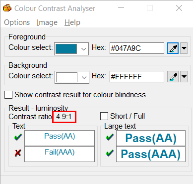 Colour Contrast Analyser
Options Image Help
Foreground
Colour select: Hex: #047A9C
Background
Colour select: Hex: #FFFFFF
Show contrast result for colour blindness
Result - luminosity
Contrast ratio: 4.9:1 Short / Full
Text Large text
Pass(AA) Pass(AA)
Fail(AAA) Pass(AAA)